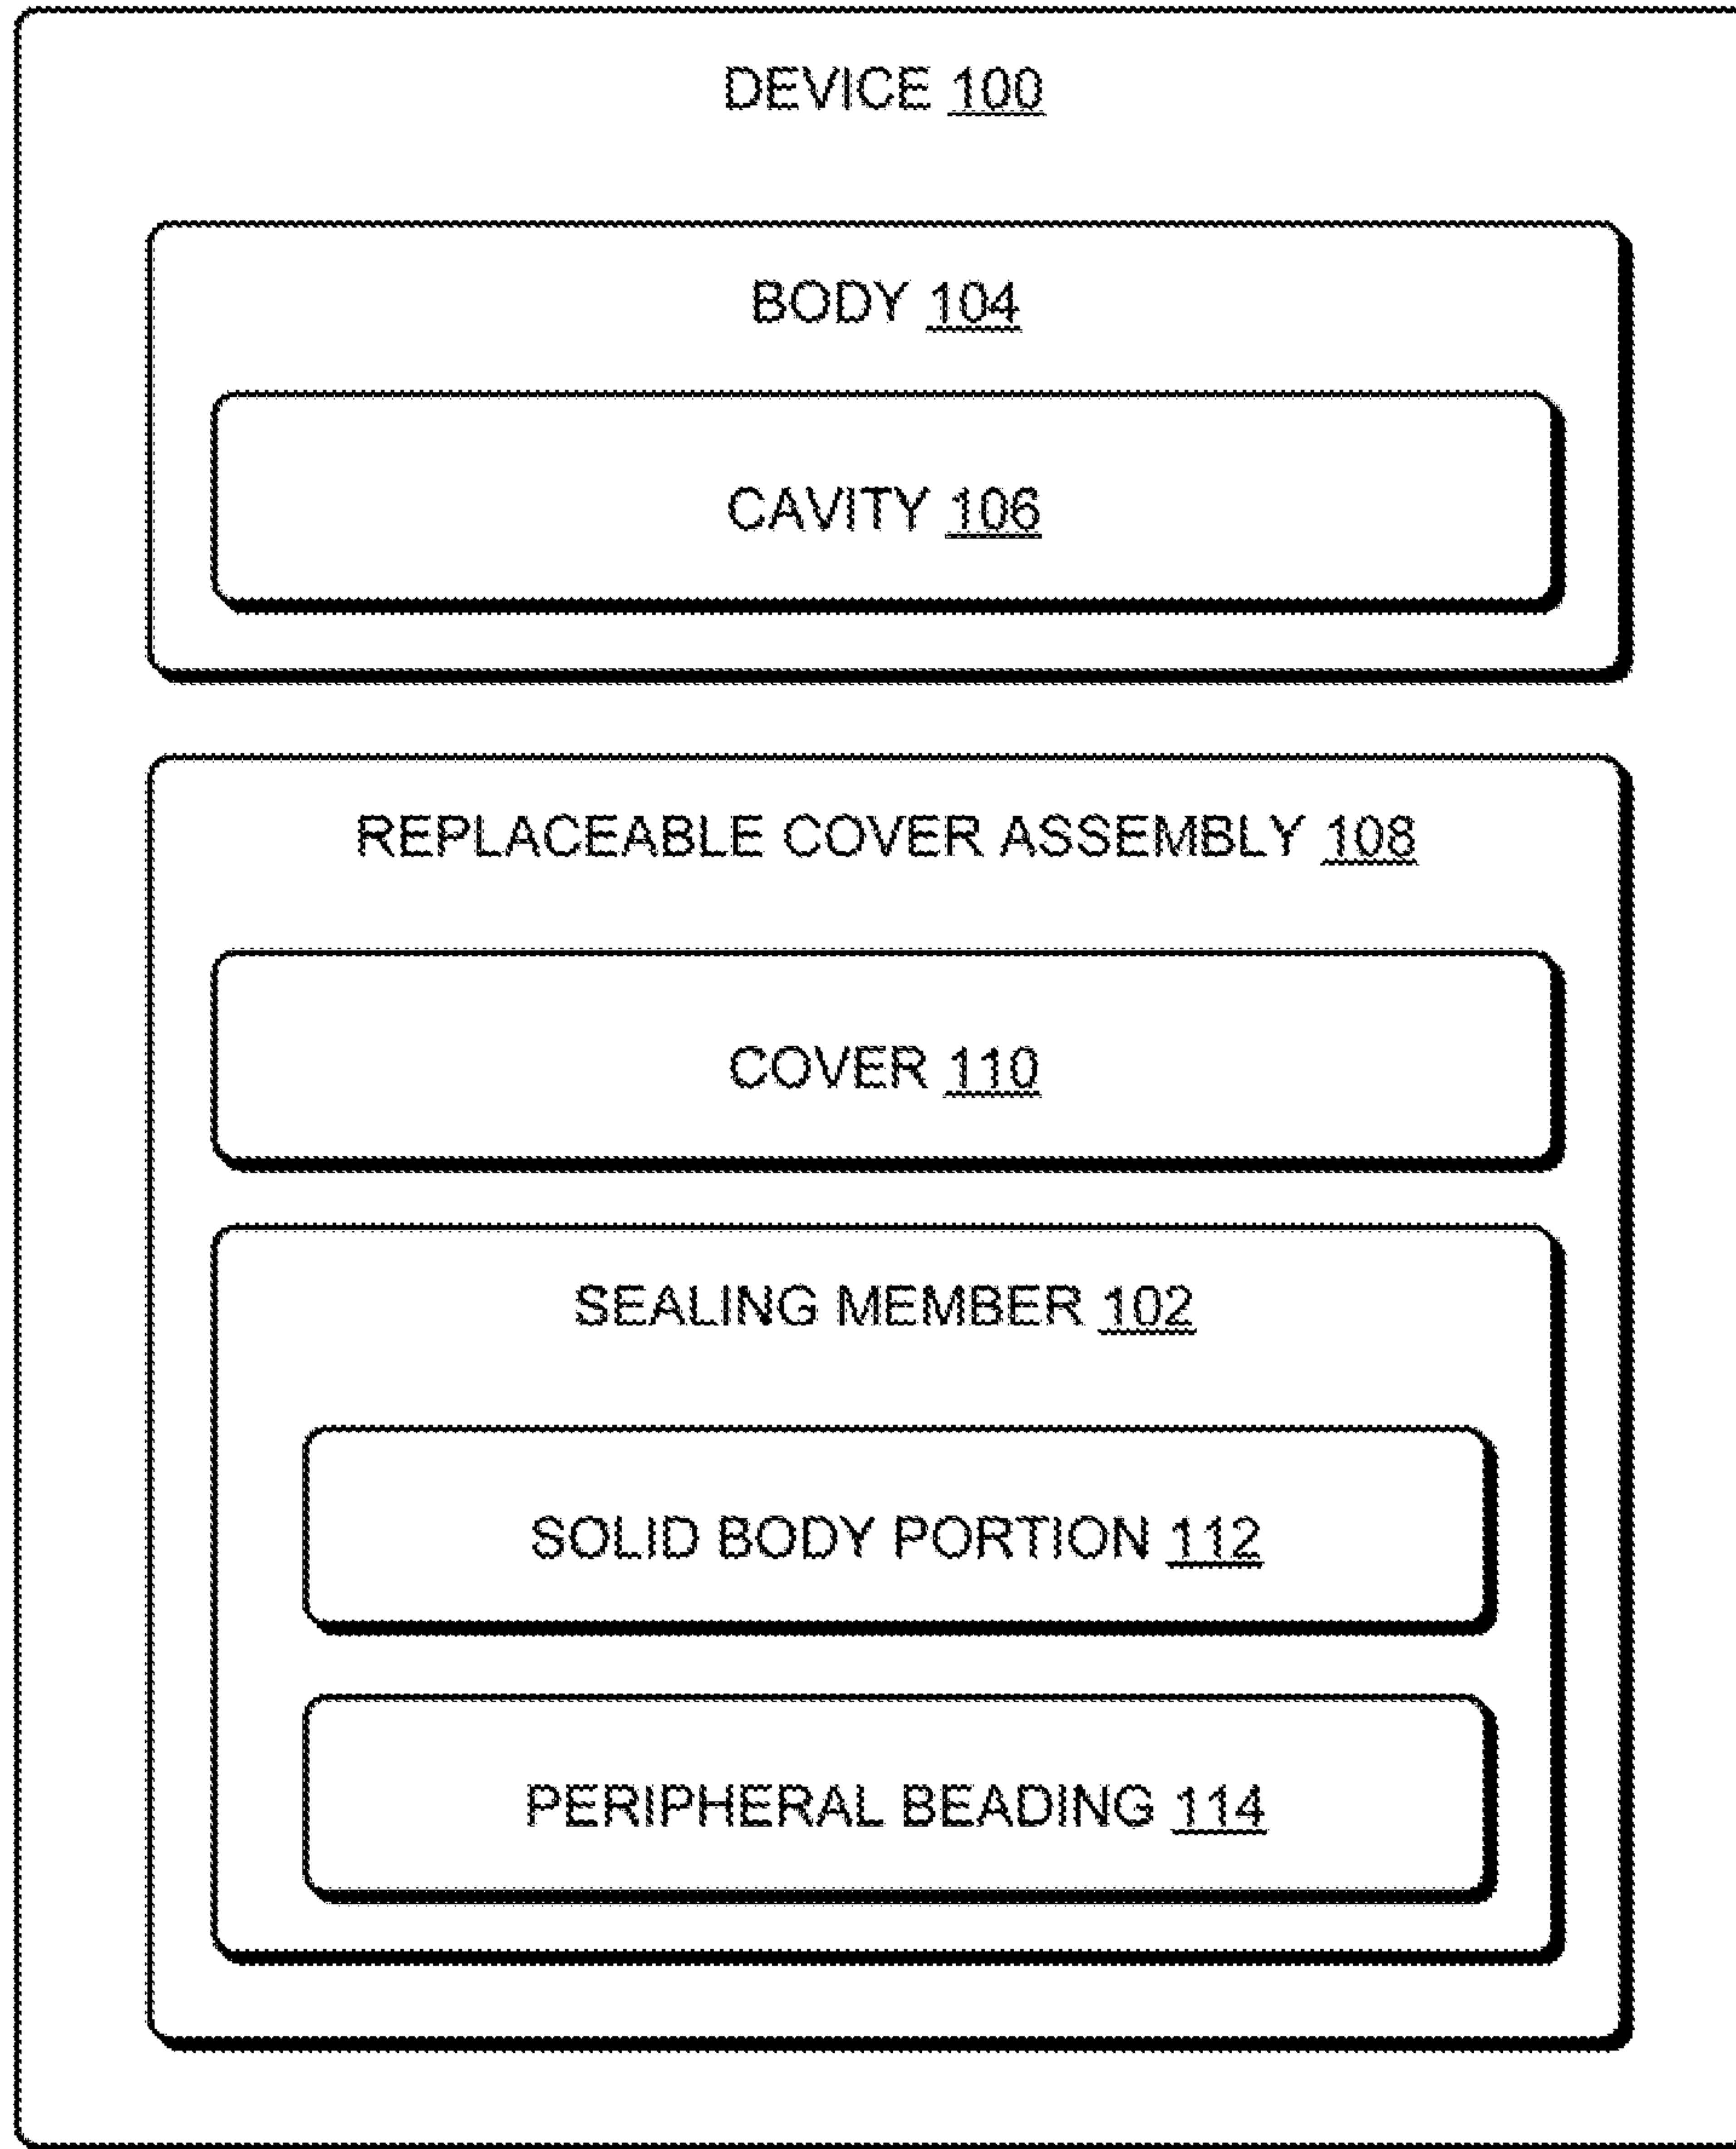 DEVICE 100
BODY 104
CAVITY 106
REPLACEABLE COVER ASSEMBLY 108
COVER 110
SEALING MEMBER 102
SOLID BODY PORTION 112
PERIPHERAL BEADING 114